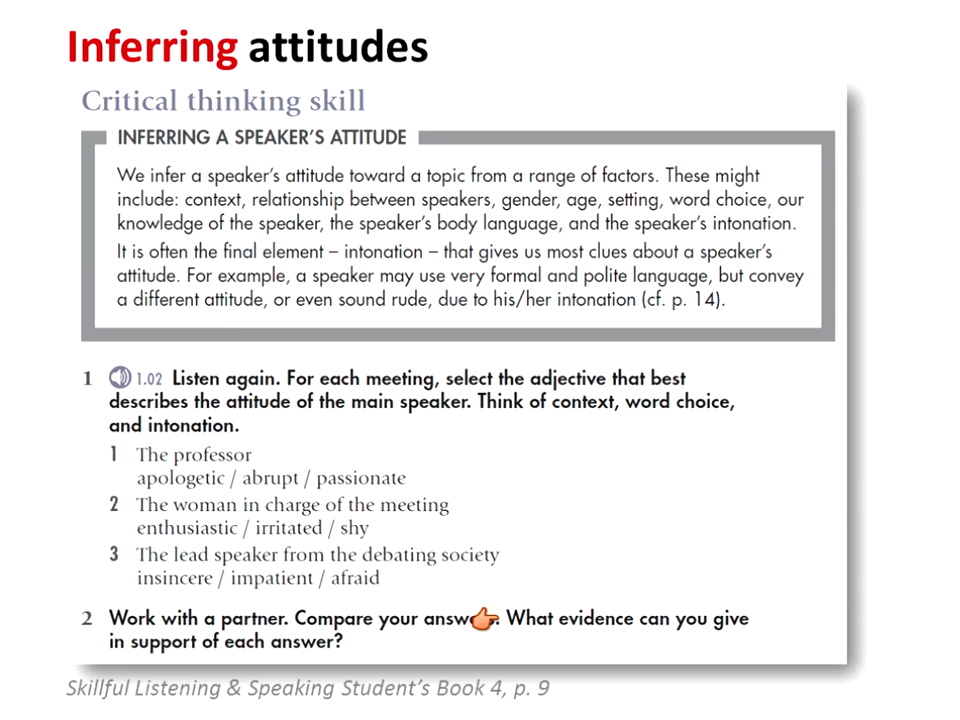 Inferring attitudes
Critical thinking skill
INFERRING A SPEAKER'S ATTITUDE
We infer a speaker's attitude toward a topic from a range of factors. These might
include: context, relationship between speakers, gender, age, setting, word choice, our
knowledge of the speaker, the speaker's body language, and the speaker's intonation.
It is often the final element – intonation – that gives us most clues about a speaker's
attitude. For example, a speaker may use very formal and polite language, but convey
a different attitude, or even sound rude, due to his/her intonation (cf. p. 14).
1 1.02 Listen again. For each meeting, select the adjective that best
describes the attitude of the main speaker. Think of context, word choice,
and intonation.
1 The professor
apologetic / abrupt / passionate
2 The woman in charge of the meeting
enthusiastic / irritated / shy
3 The lead speaker from the debating society
insincere / impatient / afraid
2 Work with a partner. Compare your What evidence can you give
in support of each answer?
Skillful Listening & Speaking Student's Book 4, p. 9